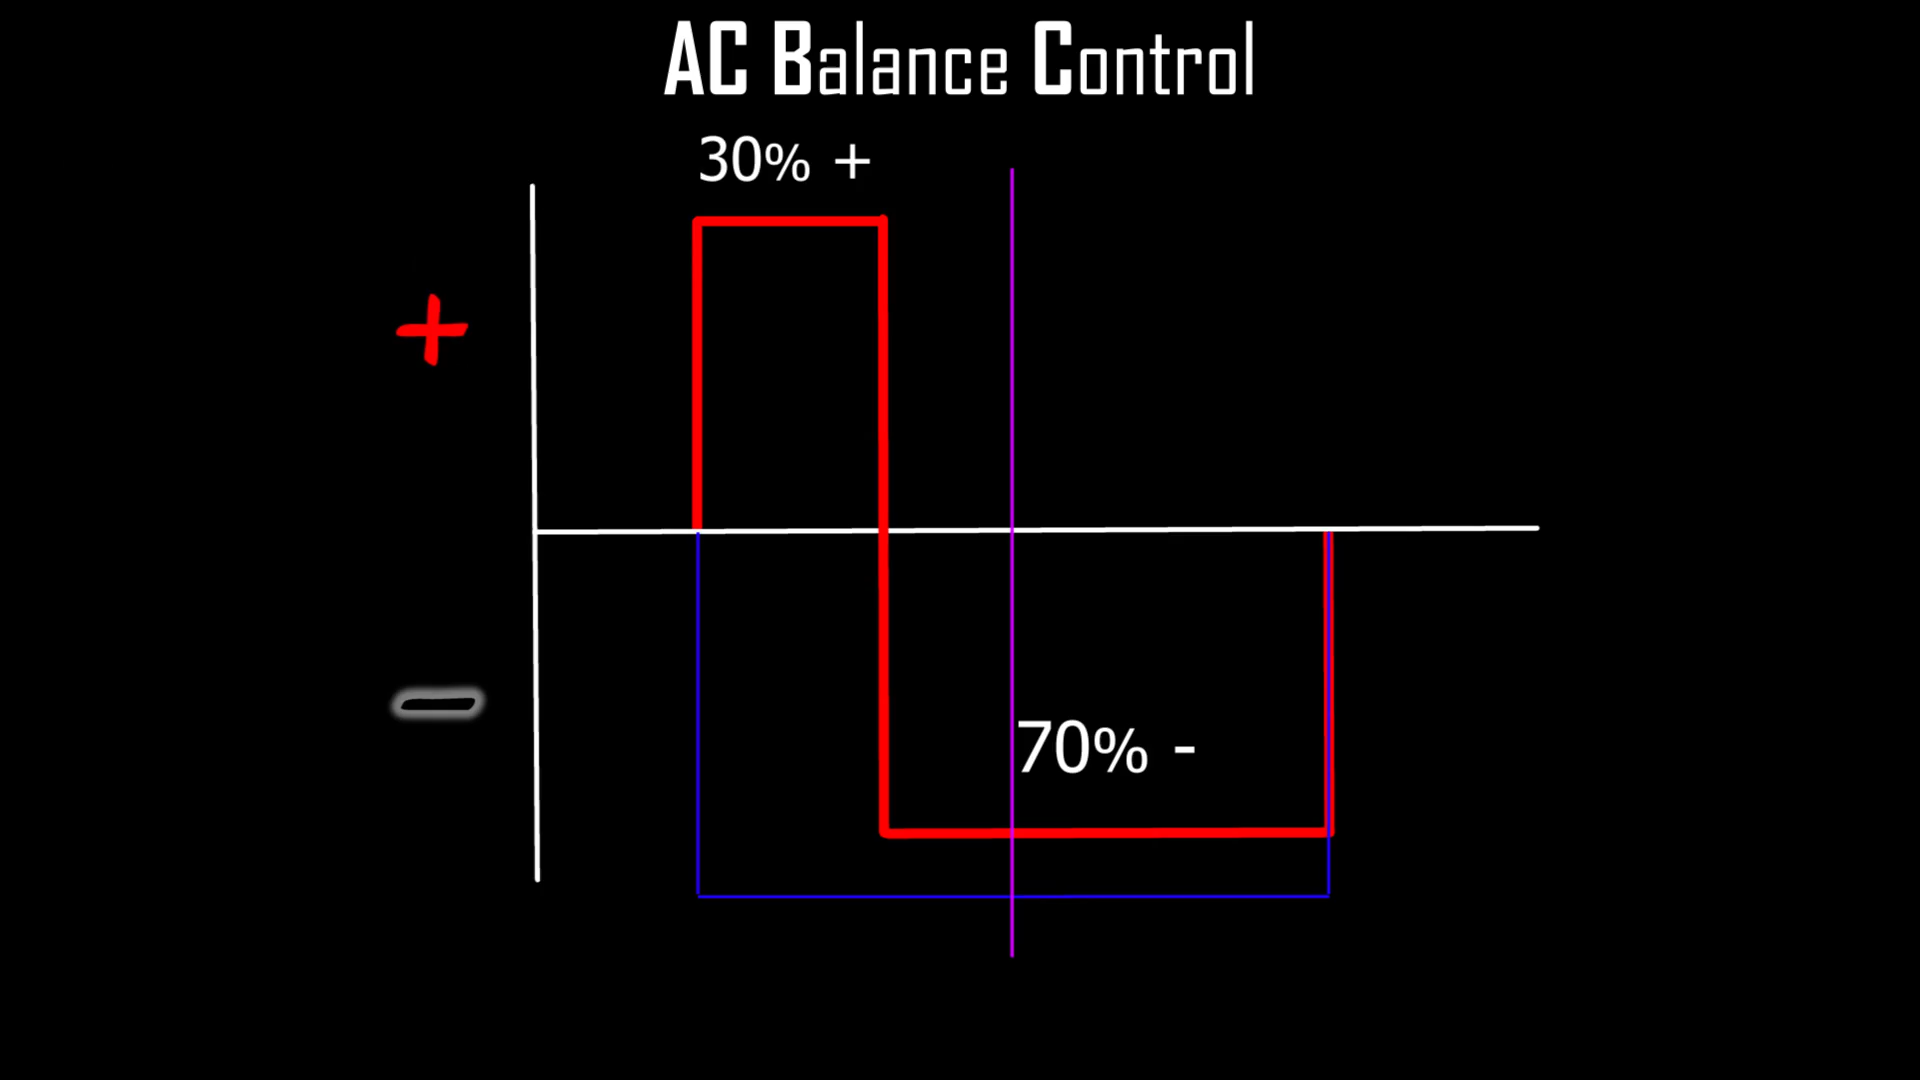 AC Balance Control
30% +
+
-
70% -